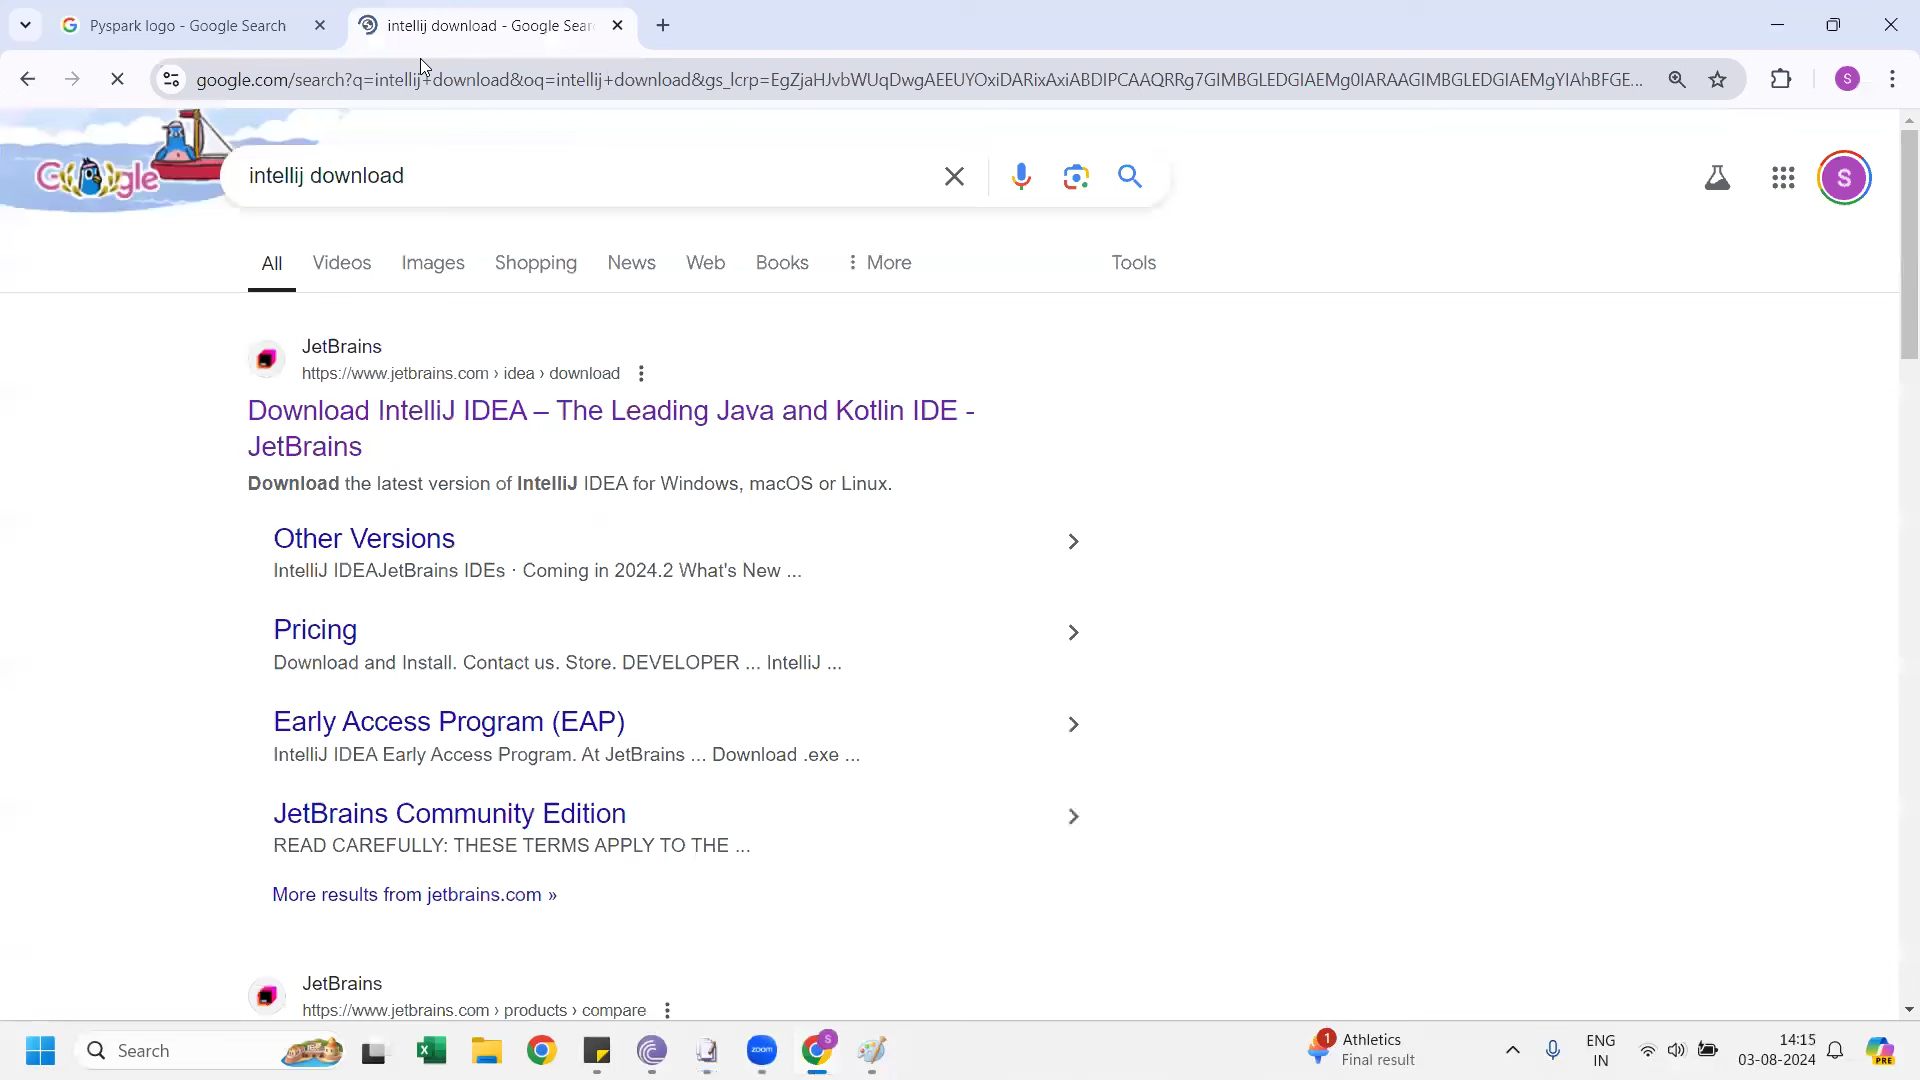 Pyspark logo - Google Search
intellij download - Google Sear
google.com/search?q=intellij+download&oq=intellij+download&gs_lcrp=EgZjaHJvbWUqDwgAEEUYOxiDARixAxiABDIPCAAQRRg7GIMBGLEDGIAEMg0IARAAGIMBGLEDGIAEMgYIAhBFGE...
S
Google
intellij download
S
All
Videos
Images
Shopping
News
Web
Books
More
Tools
JetBrains
https://www.jetbrains.com › idea › download
Download IntelliJ IDEA – The Leading Java and Kotlin IDE -
JetBrains
Download the latest version of IntelliJ IDEA for Windows, macOS or Linux.
Other Versions
IntelliJ IDEAJetBrains IDEs · Coming in 2024.2 What's New ...
Pricing
Download and Install. Contact us. Store. DEVELOPER ... IntelliJ ...
Early Access Program (EAP)
IntelliJ IDEA Early Access Program. At JetBrains ... Download .exe ...
JetBrains Community Edition
READ CAREFULLY: THESE TERMS APPLY TO THE ...
More results from jetbrains.com »
JetBrains
https://www.jetbrains.com › products › compare
Search
zoom
S
1
Athletics
Final result
ENG
IN
14:15
03-08-2024
PRE